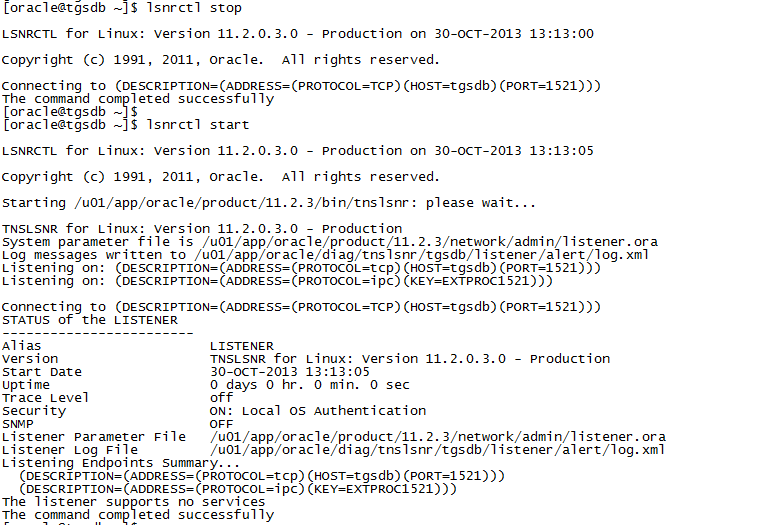 [oracle@tgsdb ~]$ lsnrctl stop
LSNRCTL for Linux: Version 11.2.0.3.0 - Production on 30-OCT-2013 13:13:00
Copyright (c) 1991, 2011, Oracle.  All rights reserved.
Connecting to (DESCRIPTION=(ADDRESS=(PROTOCOL=TCP)(HOST=tgsdb)(PORT=1521)))
The command completed successfully
[oracle@tgsdb ~]$
[oracle@tgsdb ~]$ lsnrctl start
LSNRCTL for Linux: Version 11.2.0.3.0 - Production on 30-OCT-2013 13:13:05
Copyright (c) 1991, 2011, Oracle.  All rights reserved.
Starting /u01/app/oracle/product/11.2.3/bin/tnslsnr: please wait...
TNSLSNR for Linux: Version 11.2.0.3.0 - Production
System parameter file is /u01/app/oracle/product/11.2.3/network/admin/listener.ora
Log messages written to /u01/app/oracle/diag/tnslsnr/tgsdb/listener/alert/log.xml
Listening on: (DESCRIPTION=(ADDRESS=(PROTOCOL=tcp)(HOST=tgsdb)(PORT=1521)))
Listening on: (DESCRIPTION=(ADDRESS=(PROTOCOL=ipc)(KEY=EXTPROC1521)))
Connecting to (DESCRIPTION=(ADDRESS=(PROTOCOL=TCP)(HOST=tgsdb)(PORT=1521)))
STATUS of the LISTENER
------------------------
Alias                     LISTENER
Version                   TNSLSNR for Linux: Version 11.2.0.3.0 - Production
Start Date                30-OCT-2013 13:13:05
Uptime                    0 days 0 hr. 0 min. 0 sec
Trace Level               off
Security                  ON: Local OS Authentication
SNMP                      OFF
Listener Parameter File   /u01/app/oracle/product/11.2.3/network/admin/listener.ora
Listener Log File         /u01/app/oracle/diag/tnslsnr/tgsdb/listener/alert/log.xml
Listening Endpoints Summary...
  (DESCRIPTION=(ADDRESS=(PROTOCOL=tcp)(HOST=tgsdb)(PORT=1521)))
  (DESCRIPTION=(ADDRESS=(PROTOCOL=ipc)(KEY=EXTPROC1521)))
The listener supports no services
The command completed successfully